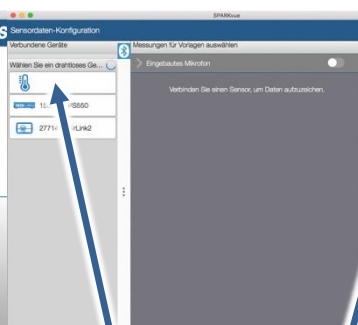 SPARKvue
Sensordaten-Konfiguration
Verbundene Geräte
Messungen für Vorlagen auswählen
Wählen Sie ein drahtloses Ge...
Eingebautes Mikrofon
Verbinden Sie einen Sensor, um Daten aufzuzeichnen.